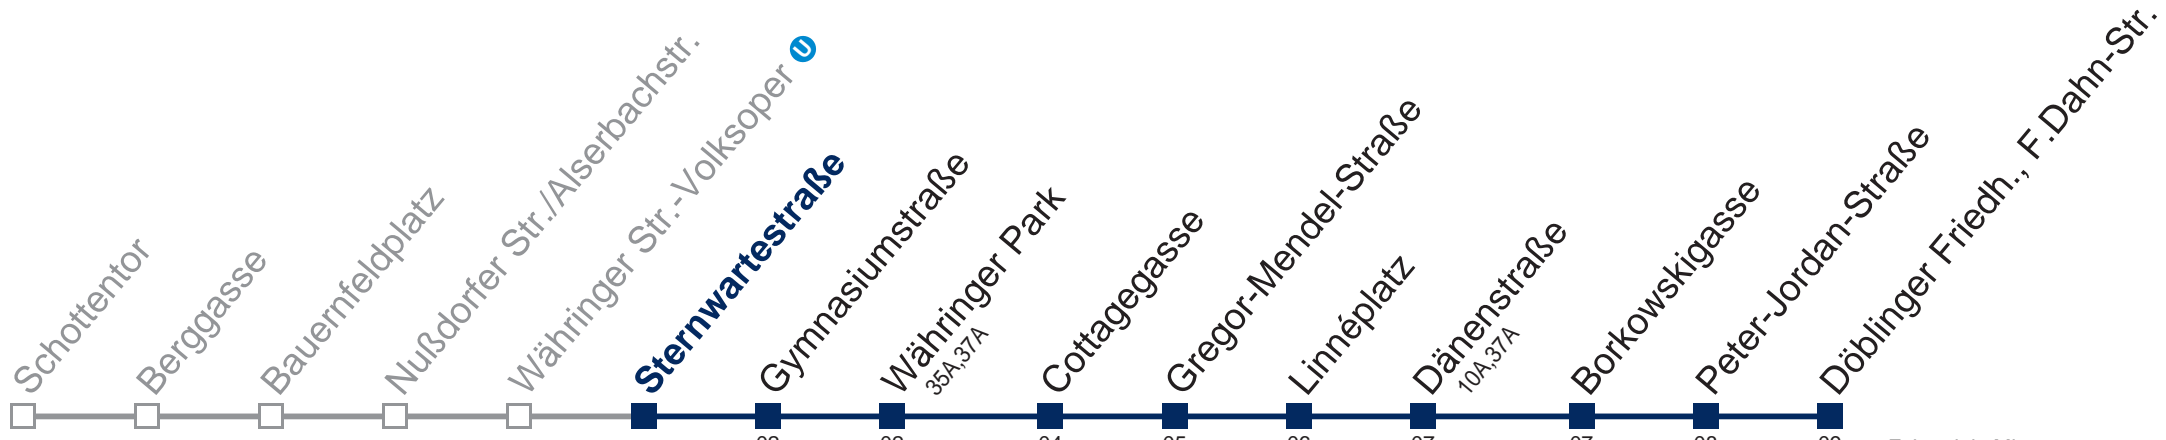 Schottentor
Berggasse
Bauernfeldplatz
Nußdorfer Str./Alserbachstr.
Währinger Str.-Volksoper U
Sternwartestraße
Gymnasiumstraße
Währinger Park
35A,37A
Cottagegasse
Gregor-Mendel-Straße
Linnéplatz
Dänenstraße
10A,37A
Borkowskigasse
Peter-Jordan-Straße
Döblinger Friedh., F.Dahn-Str.